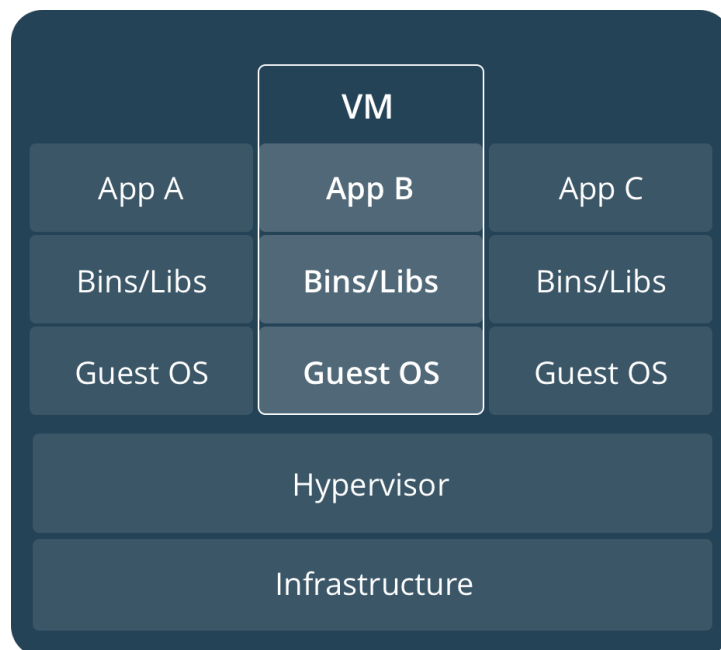 VM
App A
App B
App C
Bins/Libs
Bins/Libs
Bins/Libs
Guest OS
Guest OS
Guest OS
Hypervisor
Infrastructure